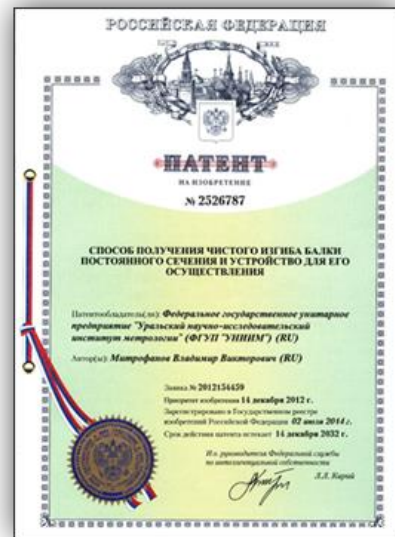 РОССИЙСКАЯ ФЕДЕРАЦИЯ
ПАТЕНТ
НА ИЗОБРЕТЕНИЕ
№ 2526787
СПОСОБ ПОЛУЧЕНИЯ ЧИСТОГО ИЗГИБА БАЛКИ
ПОСТОЯННОГО СЕЧЕНИЯ И УСТРОЙСТВО ДЛЯ ЕГО
ОСУЩЕСТВЛЕНИЯ
Патентообладатель(ли): Федеральное государственное унитарное
предприятие "Уральский научно-исследовательский
институт метрологии" (ФГУП "УНИИМ") (RU)
Автор(ы): Митрофанов Владимир Викторович (RU)
Заявка № 2012154459
Приоритет изобретения 14 декабря 2012 г.
Зарегистрировано в Государственном реестре
изобретений Российской Федерации 02 июля 2014 г.
Срок действия патента истекает 14 декабря 2032 г.
И.о. руководителя Федеральной службы
по интеллектуальной собственности
Л.Л. Кирий